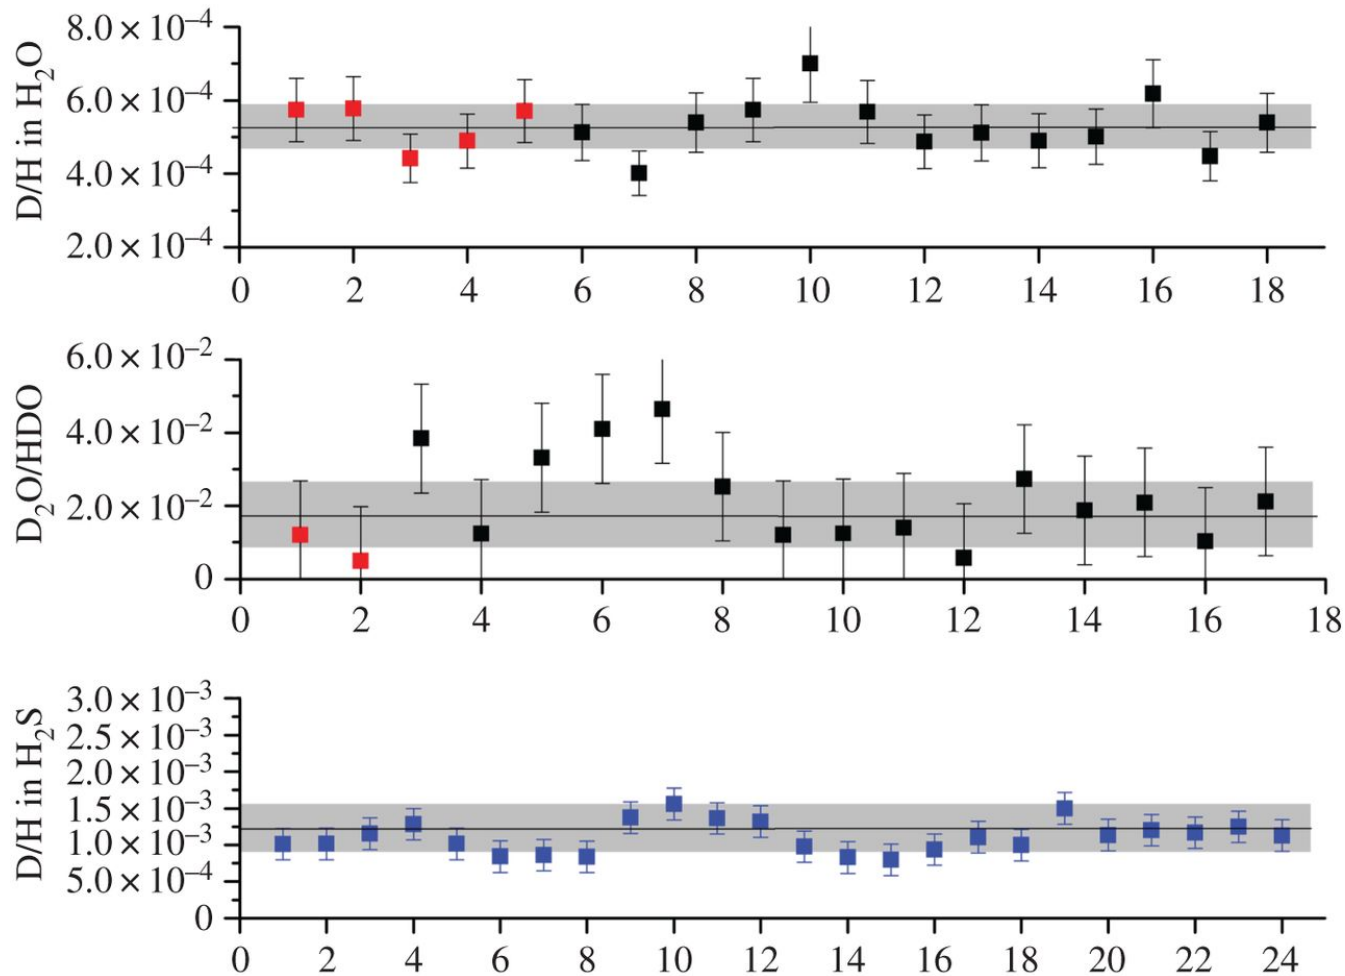 D/H in H₂O
8.0 × 10⁻⁴
6.0 × 10⁻⁴
4.0 × 10⁻⁴
2.0 × 10⁻⁴
0 2 4 6 8 10 12 14 16 18
D₂O/HDO
6.0 × 10⁻²
4.0 × 10⁻²
2.0 × 10⁻²
0
0 2 4 6 8 10 12 14 16 18
D/H in H₂S
3.0 × 10⁻³
2.5 × 10⁻³
2.0 × 10⁻³
1.5 × 10⁻³
1.0 × 10⁻³
5.0 × 10⁻⁴
0
0 2 4 6 8 10 12 14 16 18 20 22 24